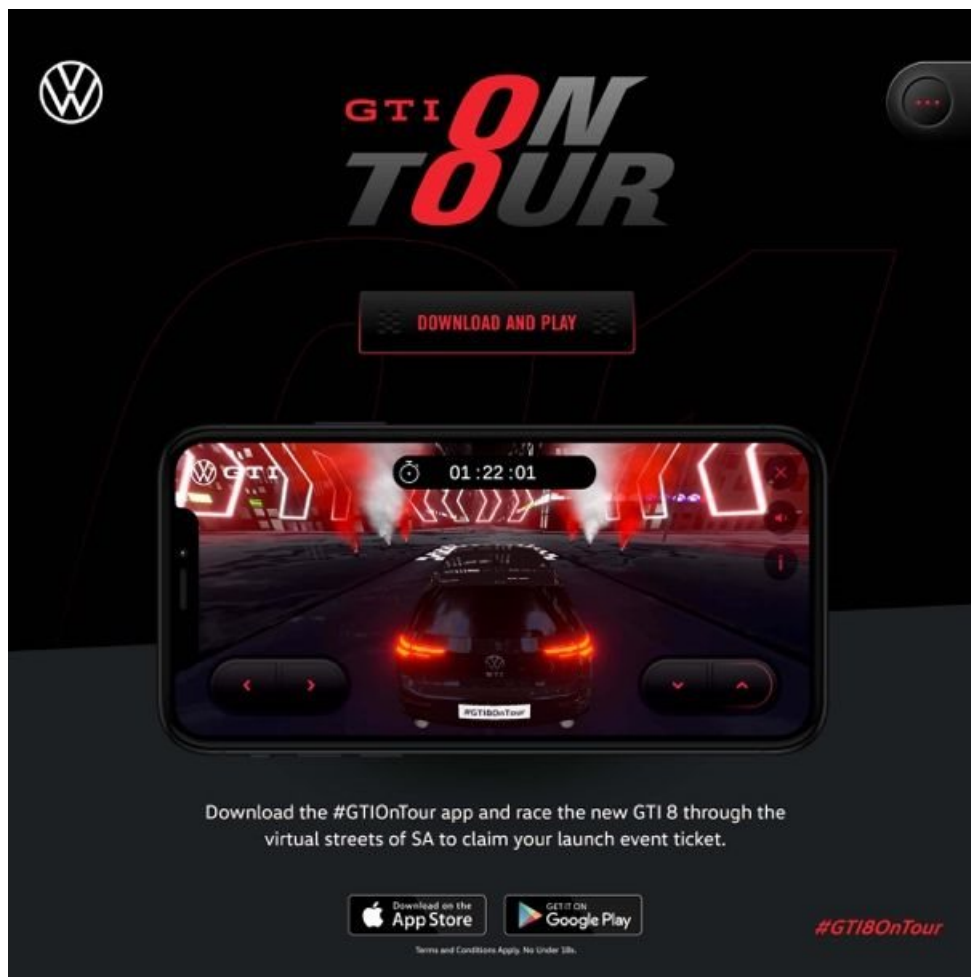 GTI ON
TOUR
DOWNLOAD AND PLAY
GTI
01:22:01
GTI
#GTI8OnTour
Download the #GTIOnTour app and race the new GTI 8 through the
virtual streets of SA to claim your launch event ticket.
Download on the
App Store
GET IT ON
Google Play
#GTI8OnTour
Terms and Conditions Apply. No Under 18s.